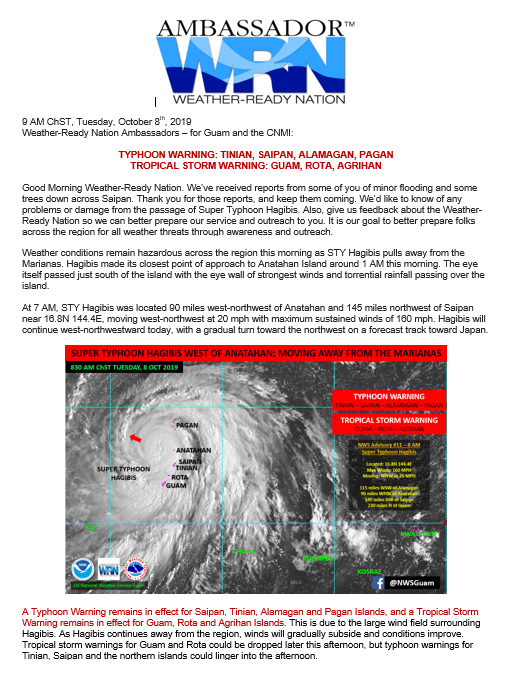 AMBASSADOR™
WRN
WEATHER-READY NATION
9 AM ChST, Tuesday, October 8th, 2019
Weather-Ready Nation Ambassadors – for Guam and the CNMI:
TYPHOON WARNING: TINIAN, SAIPAN, ALAMAGAN, PAGAN
TROPICAL STORM WARNING: GUAM, ROTA, AGRIHAN
Good Morning Weather-Ready Nation. We've received reports from some of you of minor flooding and some
trees down across Saipan. Thank you for those reports, and keep them coming. We'd like to know of any
problems or damage from the passage of Super Typhoon Hagibis. Also, give us feedback about the Weather-
Ready Nation so we can better prepare our service and outreach to you. It is our goal to better prepare folks
across the region for all weather threats through awareness and outreach.
Weather conditions remain hazardous across the region this morning as STY Hagibis pulls away from the
Marianas. Hagibis made its closest point of approach to Anatahan Island around 1 AM this morning. The eye
itself passed just south of the island with the eye wall of strongest winds and torrential rainfall passing over the
island.
At 7 AM, STY Hagibis was located 90 miles west-northwest of Anatahan and 145 miles northwest of Saipan
near 16.8N 144.4E, moving west-northwest at 20 mph with maximum sustained winds of 160 mph. Hagibis will
continue west-northwestward today, with a gradual turn toward the northwest on a forecast track toward Japan.
SUPER TYPHOON HAGIBIS WEST OF ANATAHAN; MOVING AWAY FROM THE MARIANAS
830 AM ChST TUESDAY, 8 OCT 2019
TYPHOON WARNING
TINIAN - SAIPAN - ALAMAGAN - PAGAN
TROPICAL STORM WARNING
GUAM - ROTA - AGRIHAN
NWS Advisory #11 – 8 AM
Super Typhoon Hagibis
Located: 16.8N 144.4E
Max Winds: 160 MPH
Moving: WNW at 20 MPH
115 miles WSW of Alamagan
90 miles WNW of Anatahan
145 miles NW of Saipan
230 miles N of Guam
PAGAN
ANATAHAN
SAIPAN
TINIAN
ROTA
GUAM
SUPER TYPHOON
HAGIBIS
KOSRAE
WRN
US National Weather Service Guam
@NWSGuam
A Typhoon Warning remains in effect for Saipan, Tinian, Alamagan and Pagan Islands, and a Tropical Storm
Warning remains in effect for Guam, Rota and Agrihan Islands. This is due to the large wind field surrounding
Hagibis. As Hagibis continues away from the region, winds will gradually subside and conditions improve.
Tropical storm warnings for Guam and Rota could be dropped later this afternoon, but typhoon warnings for
Tinian, Saipan and the northern islands could linger into the afternoon.